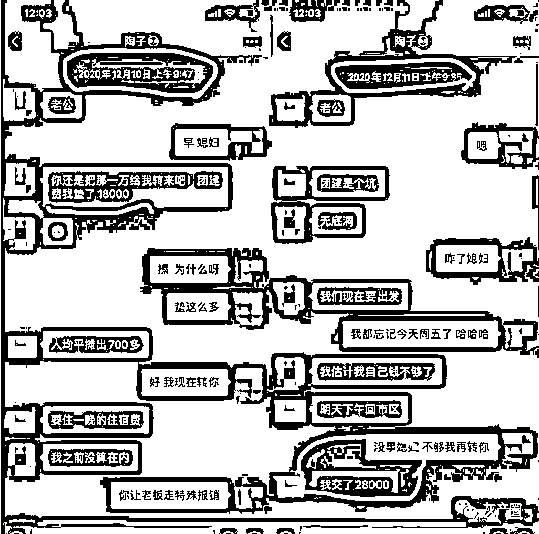 12:03
陶子
2020年12月10日 上午9:47
老公
早 媳妇
你还是把那一万给我转来吧！团建
费我垫了18000
擦 为什么呀
垫这么多
人均平摊出700多
好 我现在转你
要住一晚的住宿费
我之前没算在内
你让老板走特殊报销
12:03
陶子
2020年12月11日 上午9:35
老公
嗯
团建是个坑
无底洞
咋了媳妇
我们现在要出发
我都忘记今天周五了 哈哈哈
我估计我自己钱不够了
明天下午回市区
没事媳妇 不够我再转你
我交了28000
灰产圈